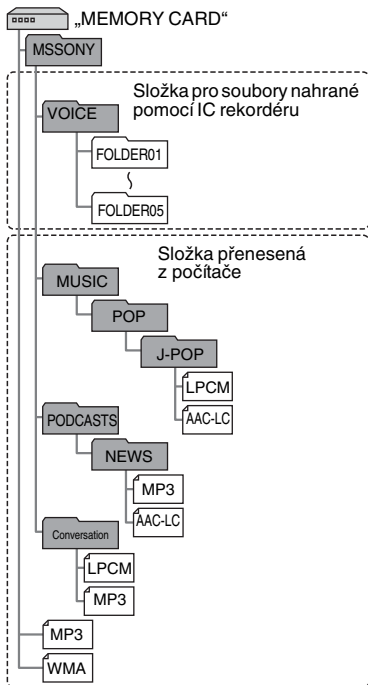 „MEMORY CARD“
MSSONY
Složka pro soubory nahrané
pomocí IC rekordéru
VOICE
FOLDER01
FOLDER05
Složka přenesená
z počítače
MUSIC
POP
J-POP
LPCM
AAC-LC
PODCASTS
NEWS
MP3
AAC-LC
Conversation
LPCM
MP3
MP3
WMA